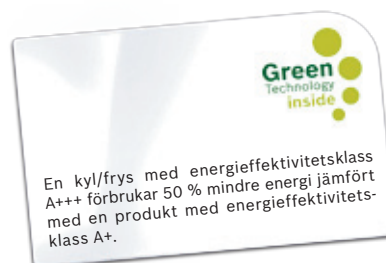 Green
Technology
inside
En kyl/frys med energieffektivitetsklass
A+++ förbrukar 50 % mindre energi jämfört
med en produkt med energieffektivitets-
klass A+.